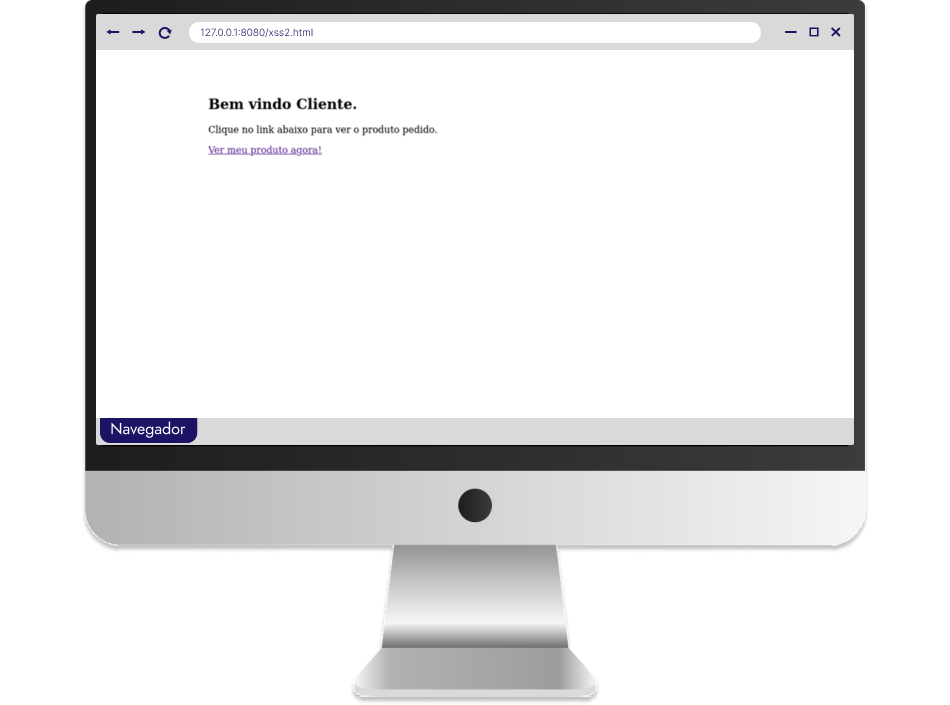 127.0.0.1:8080/xss2.html
Bem vindo Cliente.
Clique no link abaixo para ver o produto pedido.
Ver meu produto agora!
Navegador